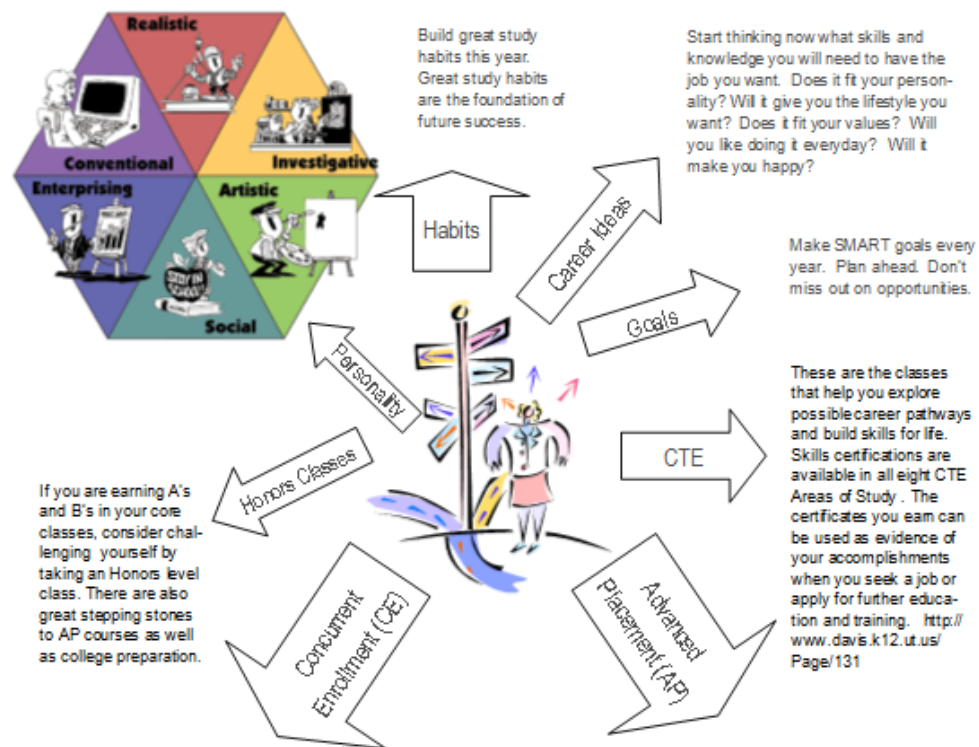 Realistic
Conventional
Investigative
Enterprising
Artistic
Social
STAY IN
SCHOOL
Build great study
habits this year.
Great study habits
are the foundation of
future success.
Habits
Start thinking now what skills and
knowledge you will need to have the
job you want. Does it fit your person-
ality? Will it give you the lifestyle you
want? Does it fit your values? Will
you like doing it everyday? Will it
make you happy?
Career Ideas
Make SMART goals every
year. Plan ahead. Don't
miss out on opportunities.
Goals
Personality
These are the classes
that help you explore
possible career pathways
and build skills for life.
Skills certifications are
available in all eight CTE
Areas of Study . The
certificates you earn can
be used as evidence of
your accomplishments
when you seek a job or
apply for further educa-
tion and training. http://
www.davis.k12.ut.us/
Page/131
CTE
Honors Classes
If you are earning A's
and B's in your core
classes, consider chal-
lenging yourself by
taking an Honors level
class. There are also
great stepping stones
to AP courses as well
as college preparation.
Concurrent
Enrollment (CE)
Advanced
Placement (AP)